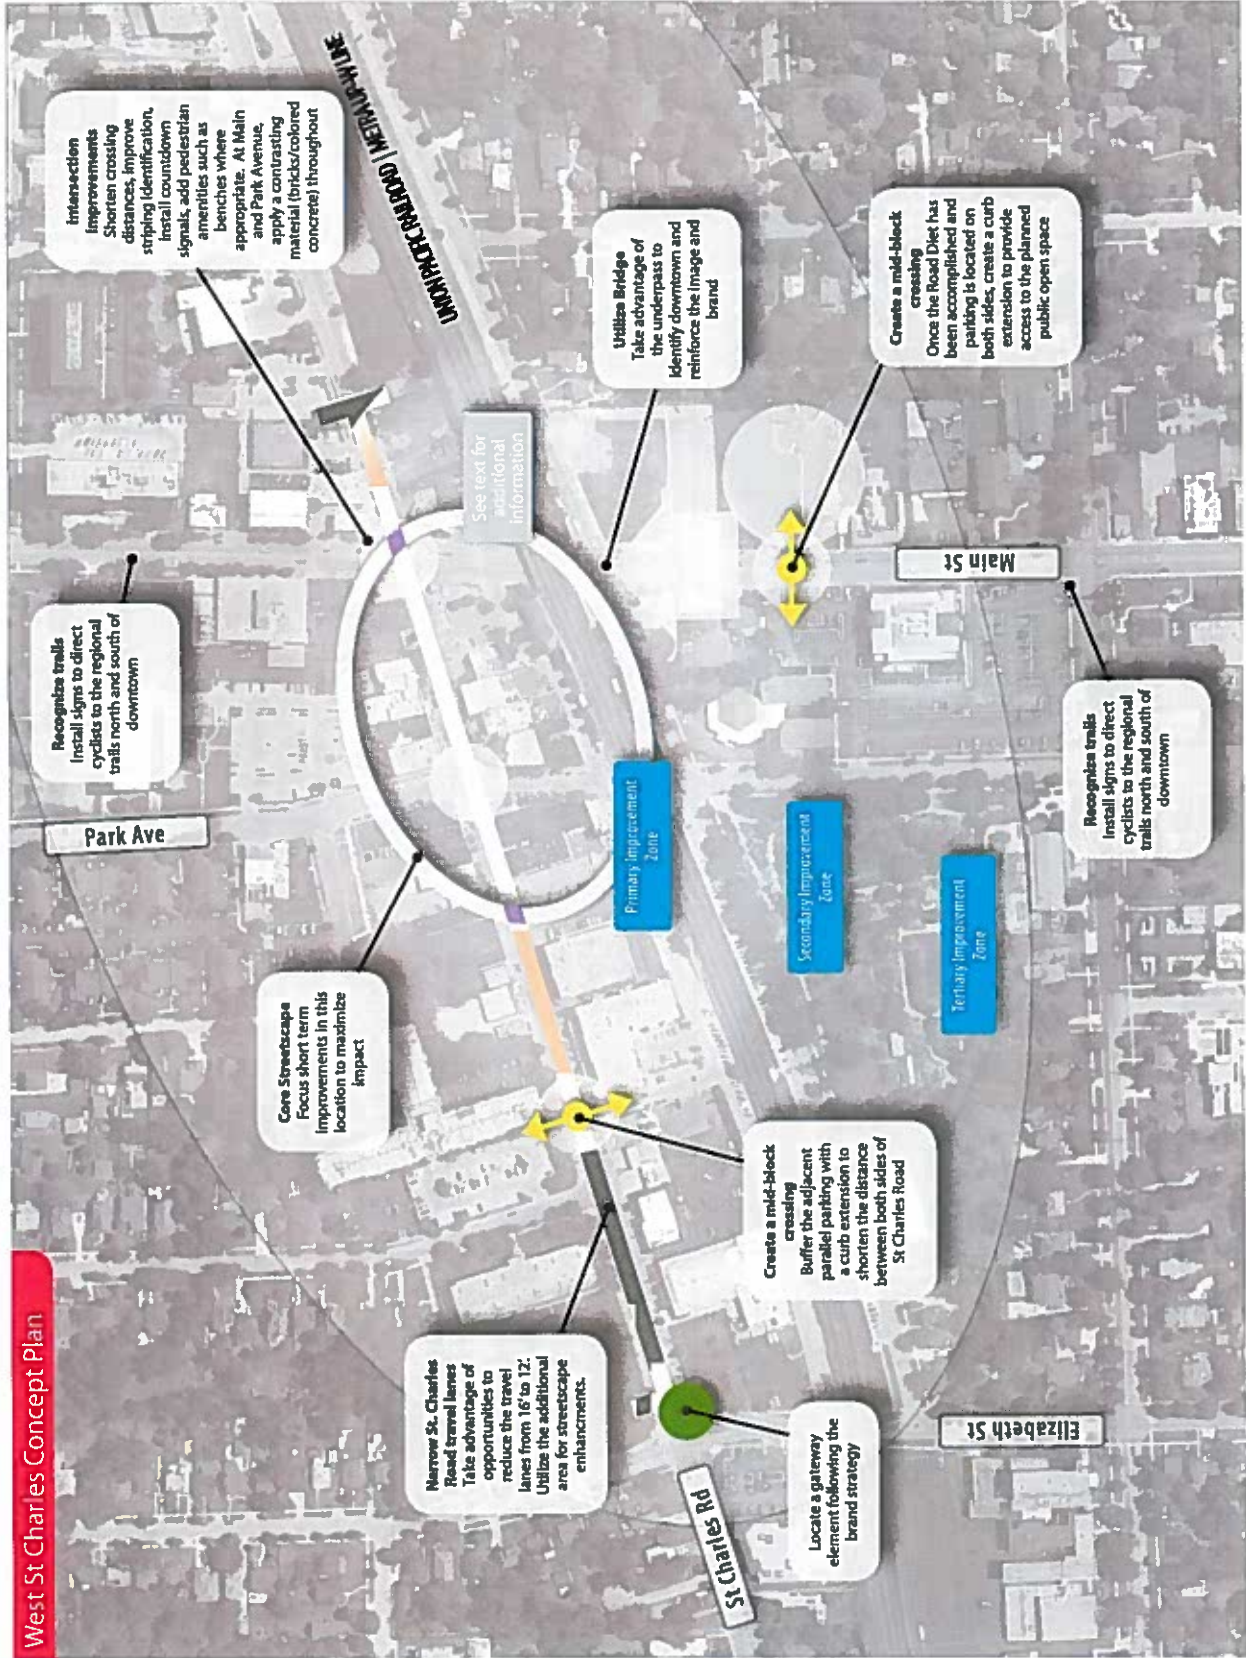 West St Charles Concept Plan
Narrow St. Charles
Road travel lanes
Take advantage of
opportunities to
reduce the travel
lanes from 16' to 12'.
Utilize the additional
area for streetscape
enhancments.
Core Streetscape
Focus short term
improvements in this
location to maximize
impact
Park Ave
Recognize trails
Install signs to direct
cyclists to the regional
trails north and south of
downtown
Intersection
Improvements
Shorten crossing
distances, improve
striping identification,
install countdown
signals, add pedestrian
amenities such as
benches where
appropriate. At Main
and Park Avenue,
apply a contrasting
material (bricks/colored
concrete) throughout
UNION PACIFIC RAILROAD | METRA UP-W LINE
See text for
additional
information
Utilize Bridge
Take advantage of
the underpass to
identify downtown and
reinforce the image and
brand
Create a mid-block
crossing
Once the Road Diet has
been accomplished and
parking is located on
both sides, create a curb
extension to provide
access to the planned
public open space
Main St
Primary Improvement
Zone
Secondary Improvement
Zone
Tertiary Improvement
Zone
Create a mid-block
crossing
Buffer the adjacent
parallel parking with
a curb extension to
shorten the distance
between both sides of
St Charles Road
St Charles Rd
Locate a gateway
element following the
brand strategy
Elizabeth St
Recognize trails
Install signs to direct
cyclists to the regional
trails north and south of
downtown